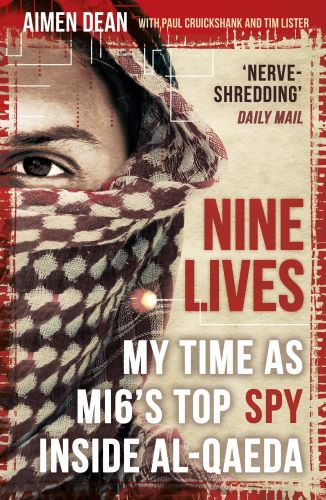 AIMEN DEAN WITH PAUL CRUICKSHANK AND TIM LISTER
'NERVE-
SHREDDING'
DAILY MAIL
NINE
LIVES
MY TIME AS
MI6'S TOP SPY
INSIDE AL-QAEDA